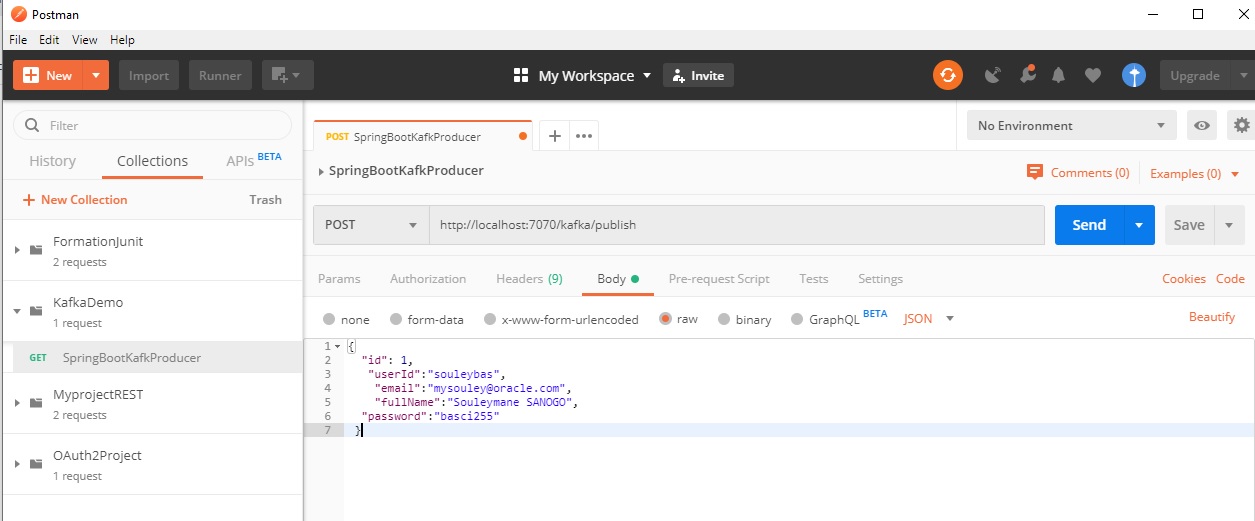 Postman
File Edit View Help
New Import Runner My Workspace Invite Upgrade
Filter
History Collections APIs BETA
New Collection Trash
FormationJunit
2 requests
KafkaDemo
1 request
GET SpringBootKafkProducer
MyprojectREST
2 requests
OAuth2Project
1 request
POST SpringBootKafkProducer No Environment
SpringBootKafkProducer Comments (0) Examples (0)
POST http://localhost:7070/kafka/publish Send Save
Params Authorization Headers (9) Body Pre-request Script Tests Settings Cookies Code
none form-data x-www-form-urlencoded raw binary GraphQL BETA JSON Beautify
1 {
2 "id": 1,
3 "userId":"souleybas",
4 "email":"mysouley@oracle.com",
5 "fullName":"Souleymane SANOGO",
6 "password":"basci255"
7 }